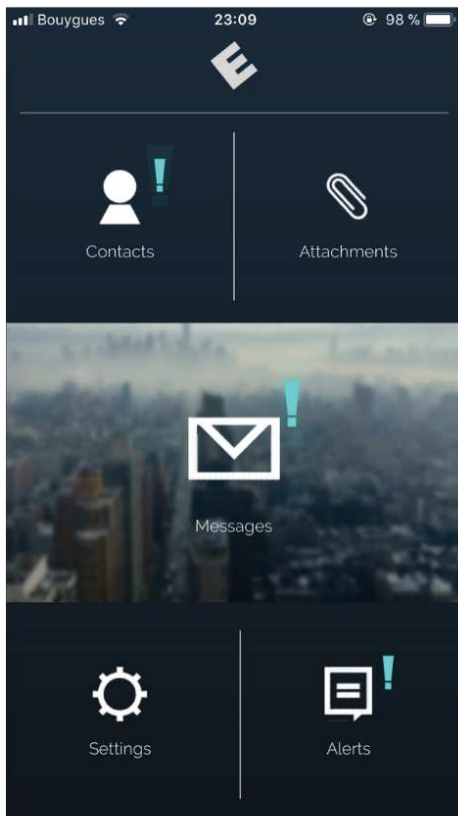 Bouygues 23:09 98 %
E
Contacts ! Attachments
!
Messages
Settings Alerts !